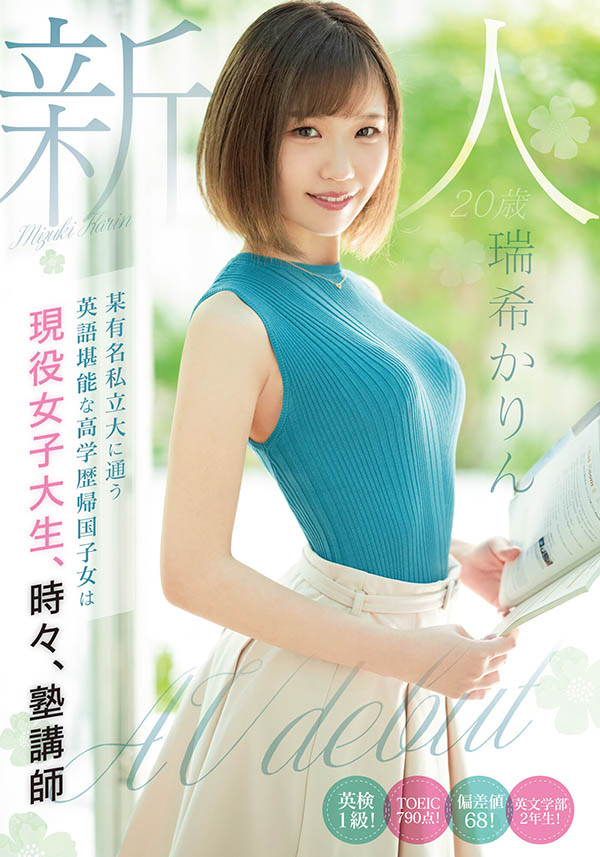 新人
Mizuki Karin
20歳
瑞希かりん
某有名私立大に通う
英語堪能な高学歴帰国子女は
現役女子大生、時々、塾講師
AV debut
英検
1級!
TOEIC
790点!
偏差値
68!
英文学部
2年生!